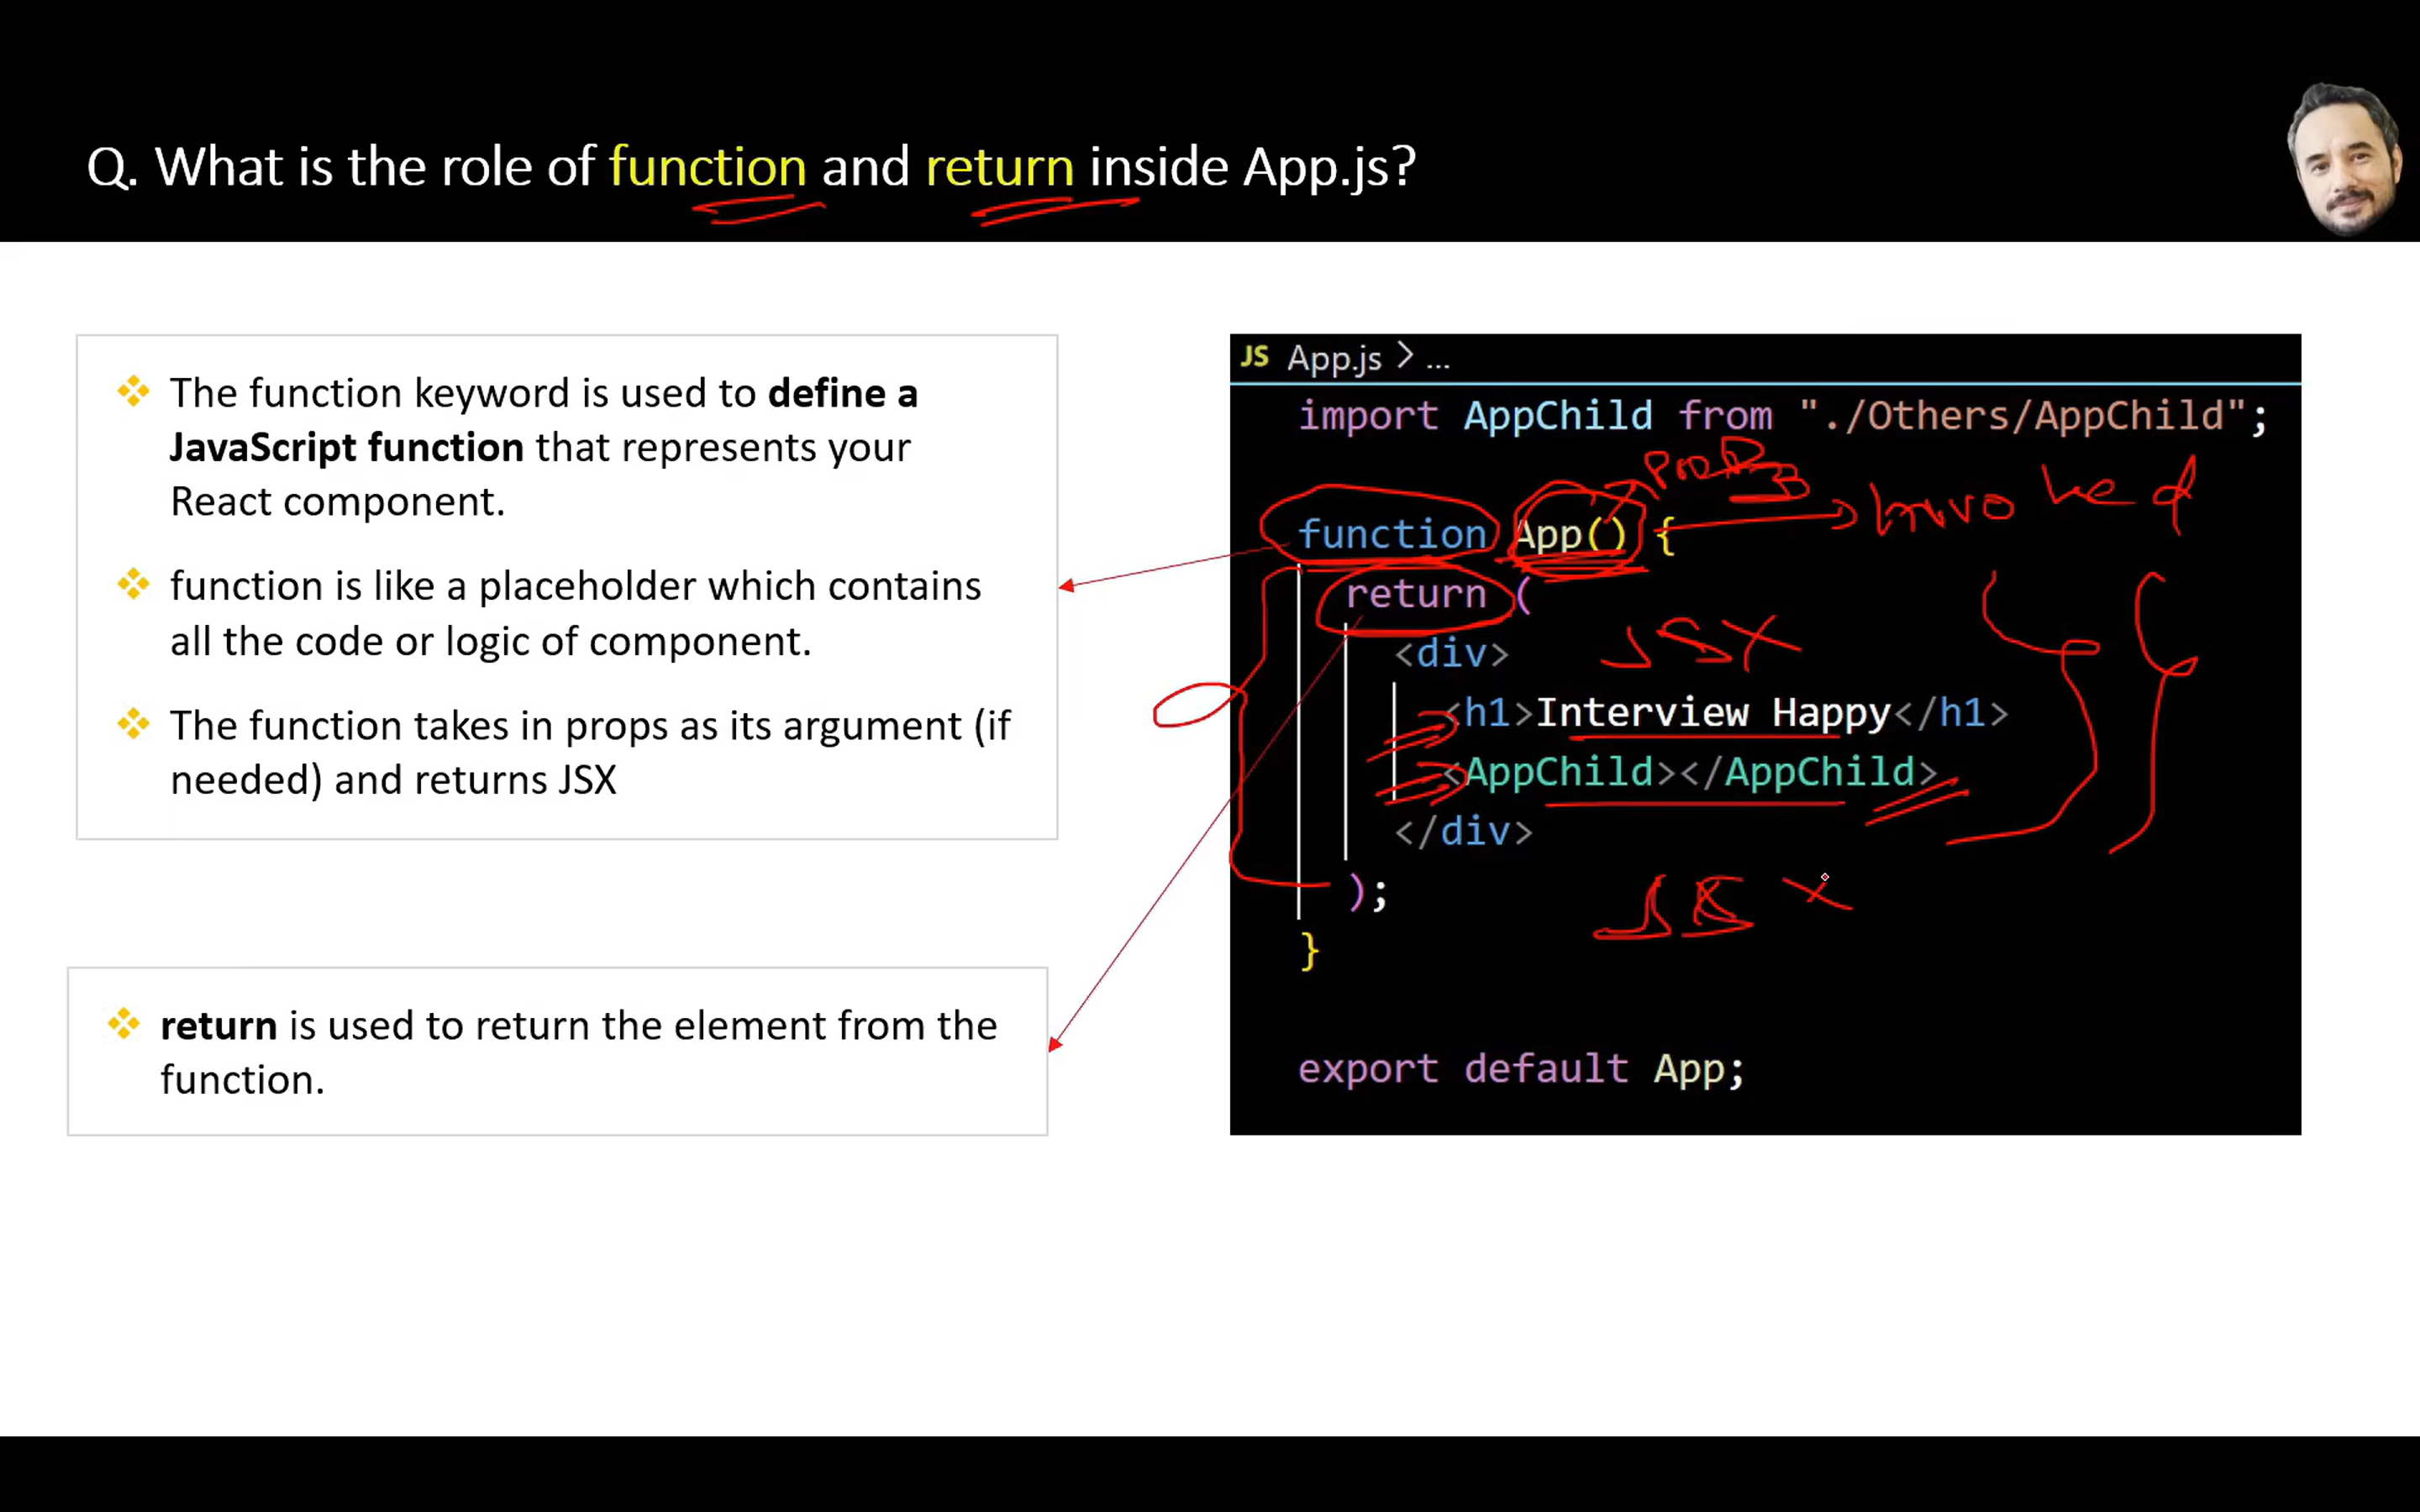 Q. What is the role of function and return inside App.js?
❖ The function keyword is used to define a
JavaScript function that represents your
React component.
❖ function is like a placeholder which contains
all the code or logic of component.
❖ The function takes in props as its argument (if
needed) and returns JSX
❖ return is used to return the element from the
function.
JS App.js > ...
import AppChild from "./Others/AppChild";
Props
function App() {
Invoked
return (
<div>
JSX
<h1>Interview Happy</h1>
<AppChild></AppChild>
</div>
);
JSX
}
export default App;